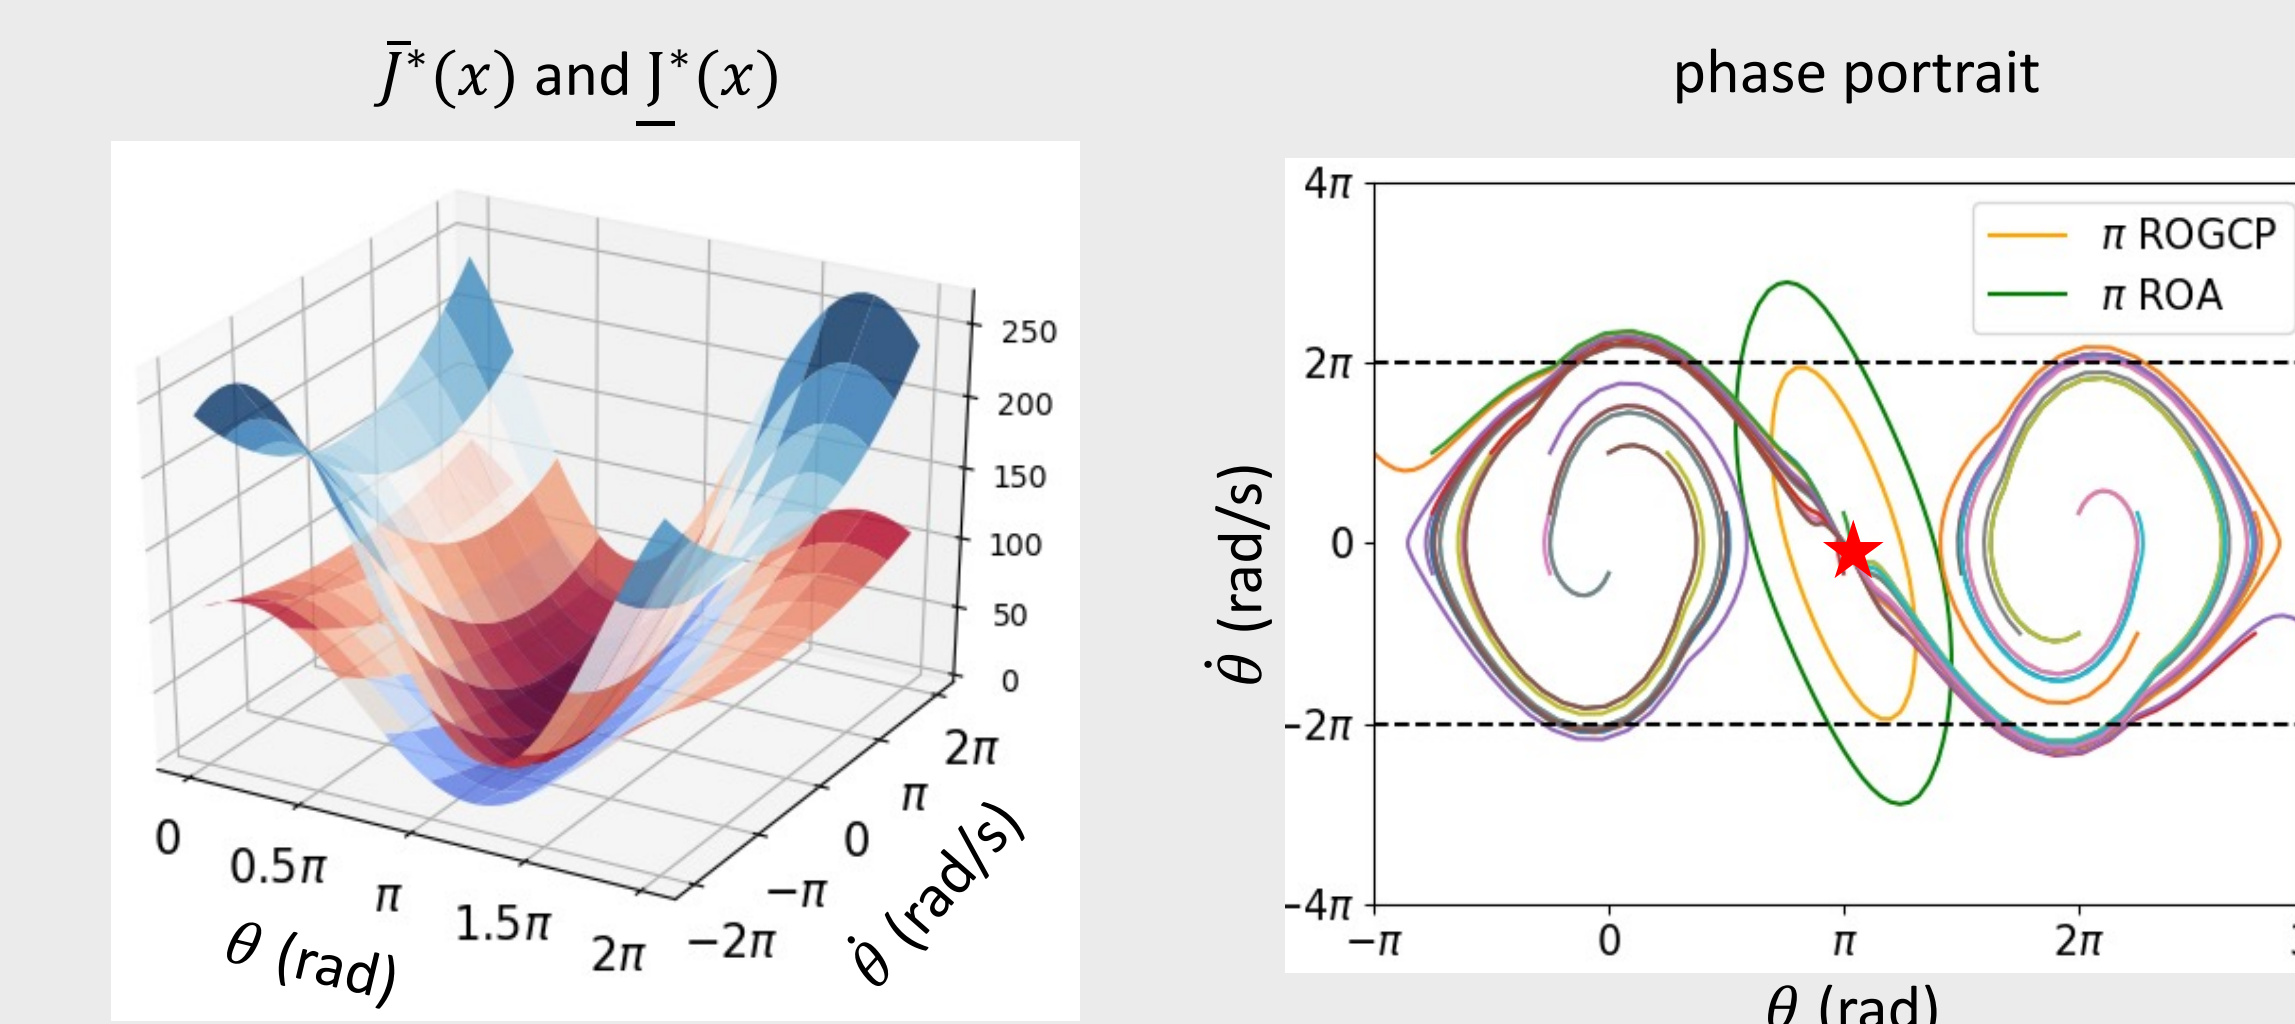 J̅*(x) and J̲*(x)
250
200
150
100
50
0
0
0.5π
π
1.5π
2π
θ (rad)
−2π
−π
0
π
2π
θ̇ (rad/s)
phase portrait
4π
2π
0
−2π
−4π
θ̇ (rad/s)
π ROGCP
π ROA
−π
0
π
2π
θ (rad)